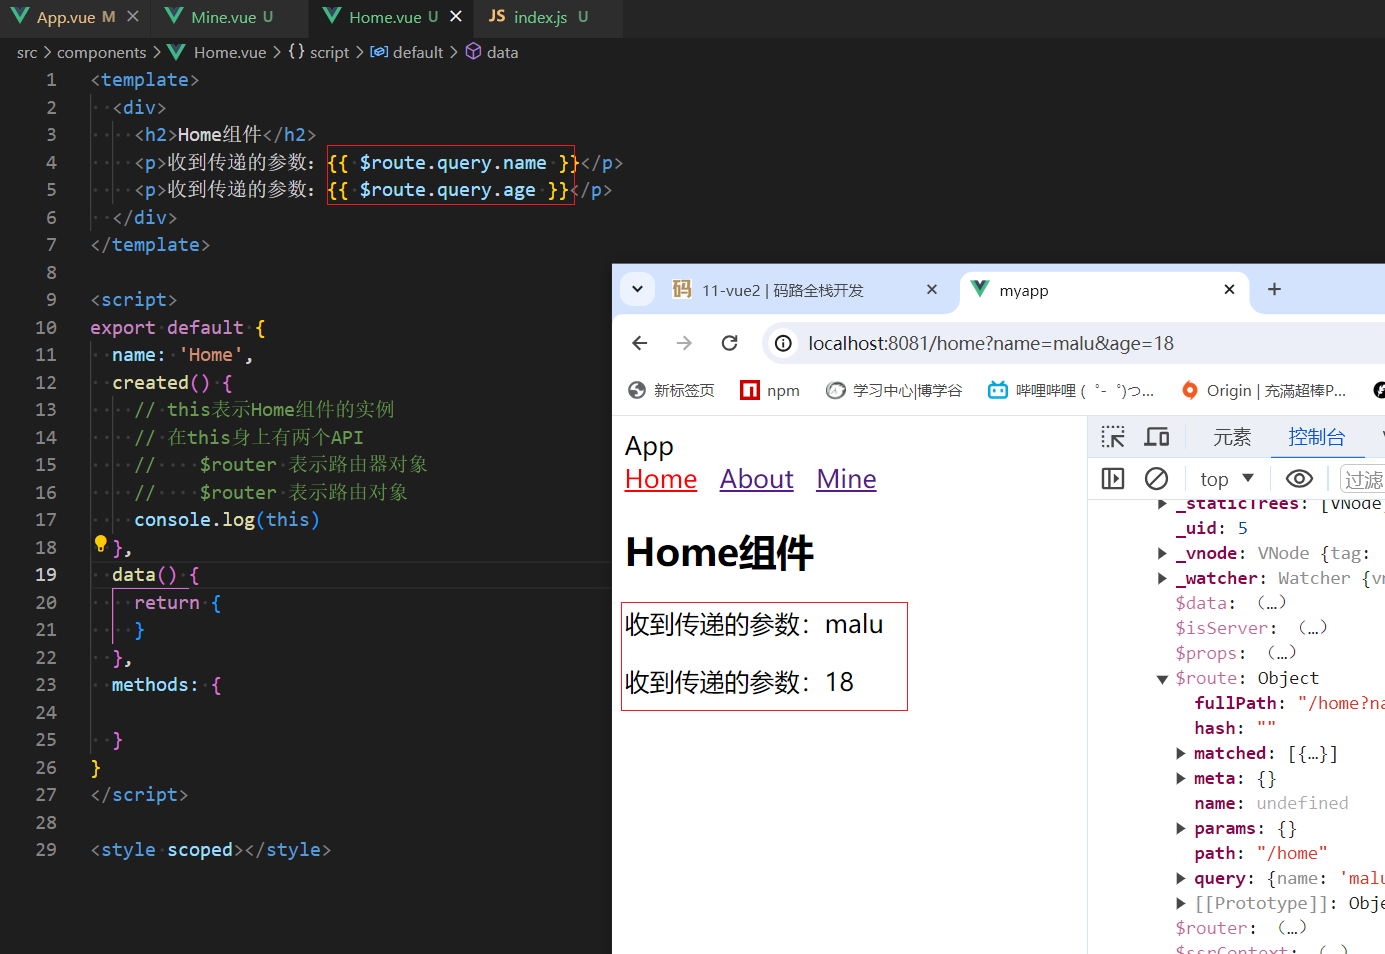 App.vue M Mine.vue U Home.vue U JS index.js U
src > components > Home.vue > {} script > default > data
1 <template>
2 <div>
3 <h2>Home组件</h2>
4 <p>收到传递的参数：{{ $route.query.name }}</p>
5 <p>收到传递的参数：{{ $route.query.age }}</p>
6 </div>
7 </template>
8
9 <script>
10 export default {
11 name: 'Home',
12 created() {
13 // this表示Home组件的实例
14 // 在this身上有两个API
15 // $router 表示路由器对象
16 // $router 表示路由对象
17 console.log(this)
18 },
19 data() {
20 return {
21 }
22 },
23 methods: {
24
25 }
26 }
27 </script>
28
29 <style scoped></style>
11-vue2 | 码路全栈开发 myapp
localhost:8081/home?name=malu&age=18
新标签页 npm 学习中心|博学谷 哔哩哔哩 (゜-゜)つ... Origin | 充满超棒P...
App
Home About Mine
Home组件
收到传递的参数：malu
收到传递的参数：18
元素 控制台
top 过滤
_staticTrees: [VNode]
_uid: 5
_vnode: VNode {tag:
_watcher: Watcher {v
$data: (…)
$isServer: (…)
$props: (…)
$route: Object
fullPath: "/home?na
hash: ""
matched: [{…}]
meta: {}
name: undefined
params: {}
path: "/home"
query: {name: 'malu
[[Prototype]]: Obje
$router: (…)
$ssrContext: (…)